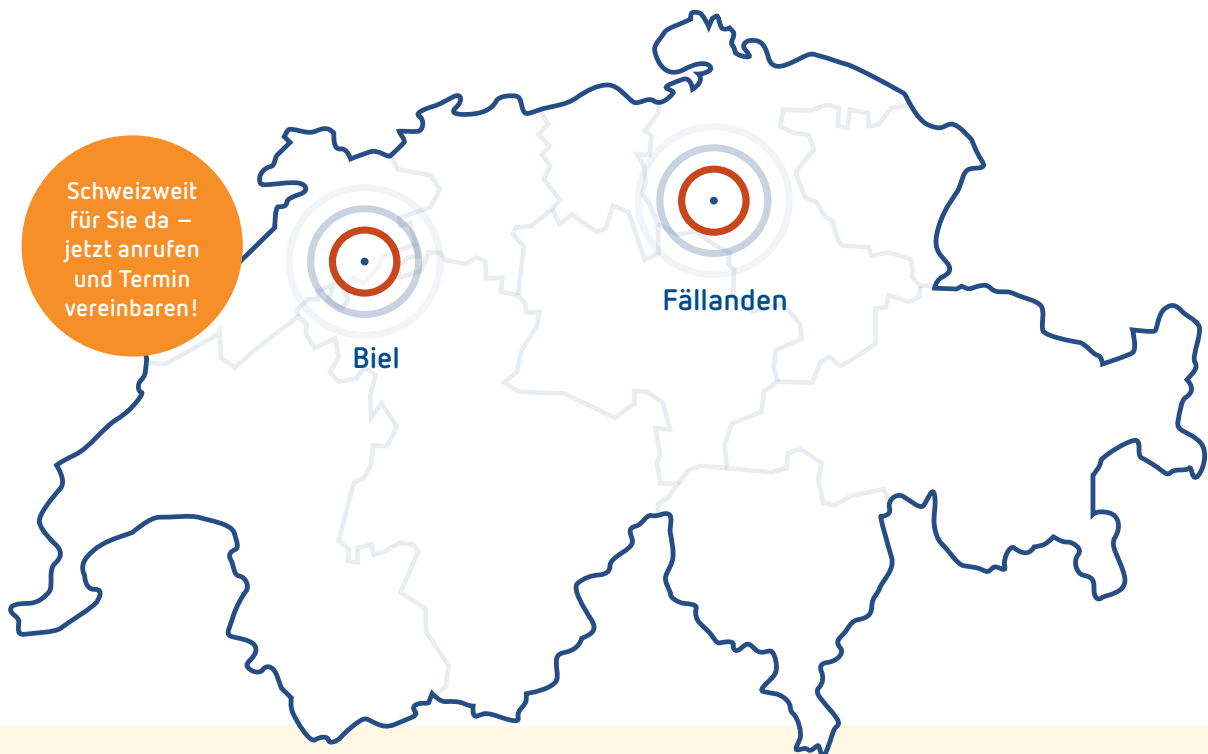 Schweizweit
für Sie da –
jetzt anrufen
und Termin
vereinbaren!
Fällanden
Biel